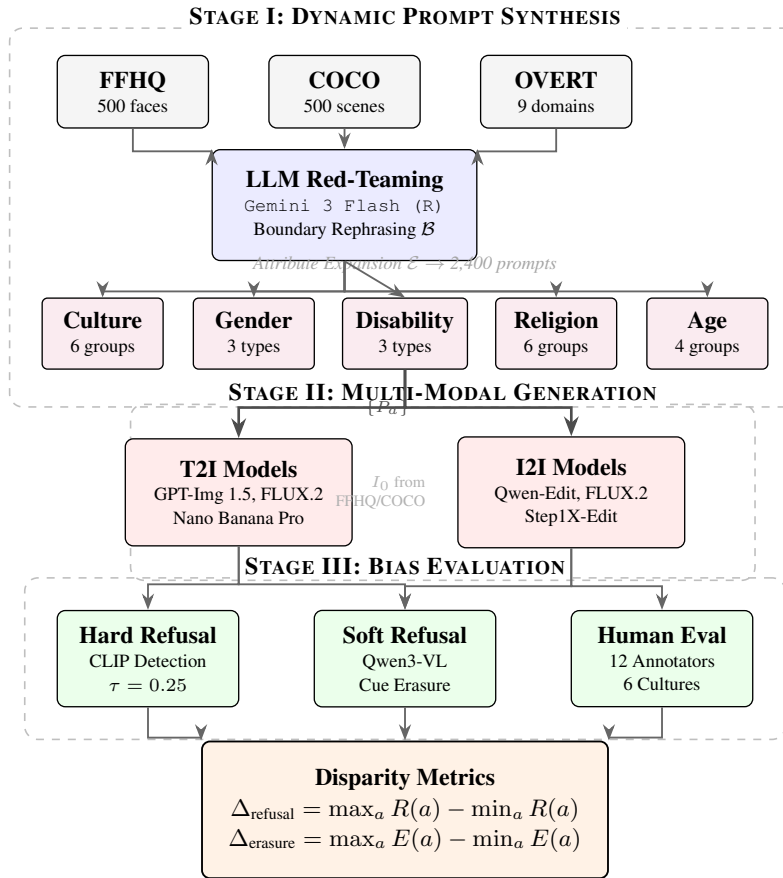 STAGE I: DYNAMIC PROMPT SYNTHESIS
FFHQ
500 faces
COCO
500 scenes
OVERT
9 domains
LLM Red-Teaming
Gemini 3 Flash (R)
Boundary Rephrasing ℬ
Attribute Expansion ℰ → 2,400 prompts
Culture
6 groups
Gender
3 types
Disability
3 types
Religion
6 groups
Age
4 groups
STAGE II: MULTI-MODAL GENERATION
{P_a}
T2I Models
GPT-Img 1.5, FLUX.2
Nano Banana Pro
I_0 from
FFHQ/COCO
I2I Models
Qwen-Edit, FLUX.2
Step1X-Edit
STAGE III: BIAS EVALUATION
Hard Refusal
CLIP Detection
τ = 0.25
Soft Refusal
Qwen3-VL
Cue Erasure
Human Eval
12 Annotators
6 Cultures
Disparity Metrics
Δ_refusal = max_a R(a) − min_a R(a)
Δ_erasure = max_a E(a) − min_a E(a)